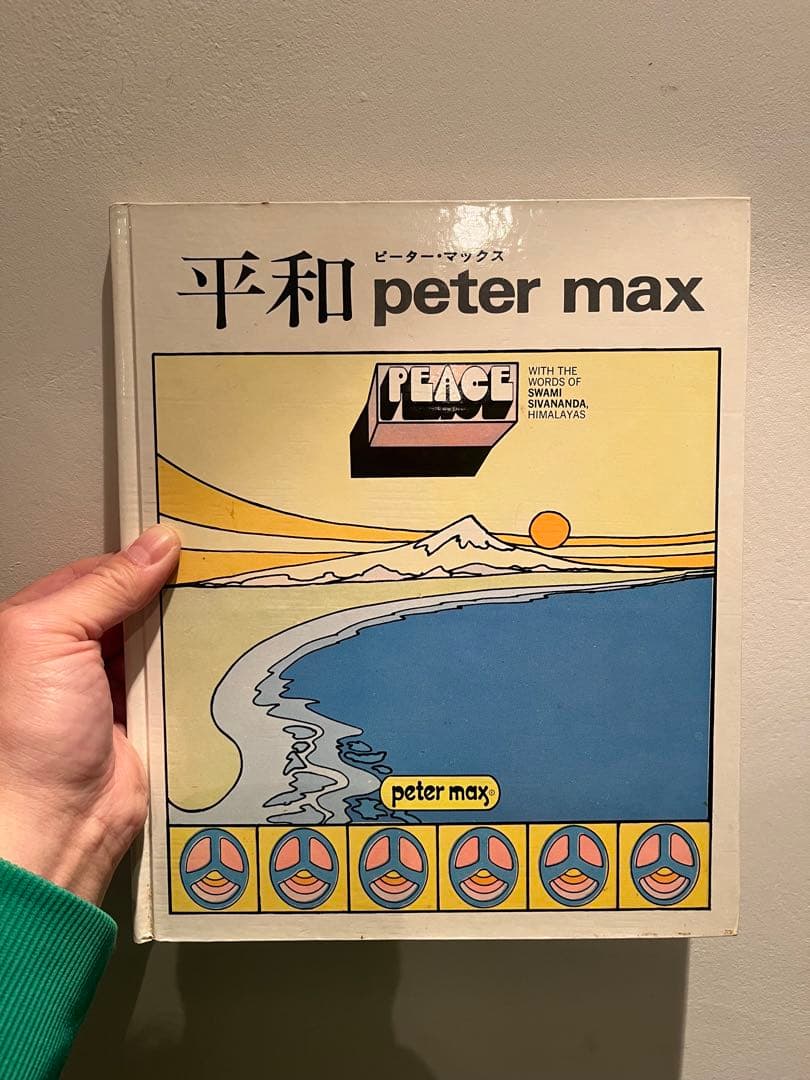 平和
ピーター・マックス
peter max
PEACE
WITH THE
WORDS OF
SWAMI
SIVANANDA,
HIMALAYAS
peter max©